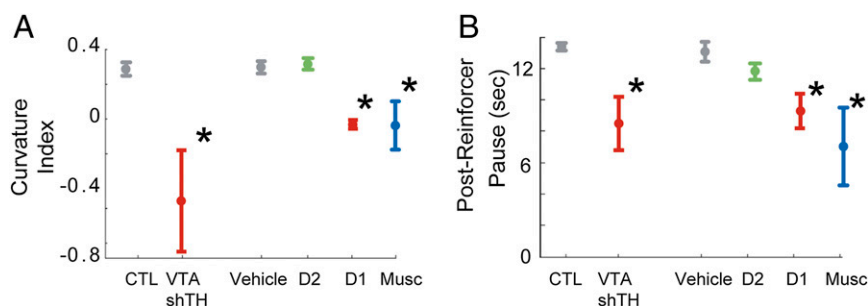 A
Curvature Index
0.4
0
-0.4
-0.8
*
*
*
CTL
VTA shTH
Vehicle
D2
D1
Musc
B
Post-Reinforcer Pause (sec)
12
6
0
*
*
*
CTL
VTA shTH
Vehicle
D2
D1
Musc